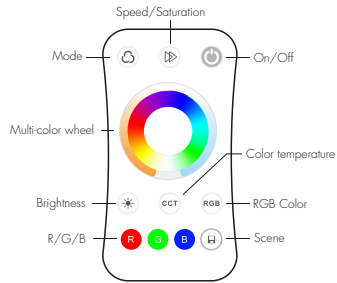 Speed/Saturation
Mode
On/Off
Multi-color wheel
Color temperature
Brightness
CCT
RGB
RGB Color
R/G/B
R
G
B
Scene